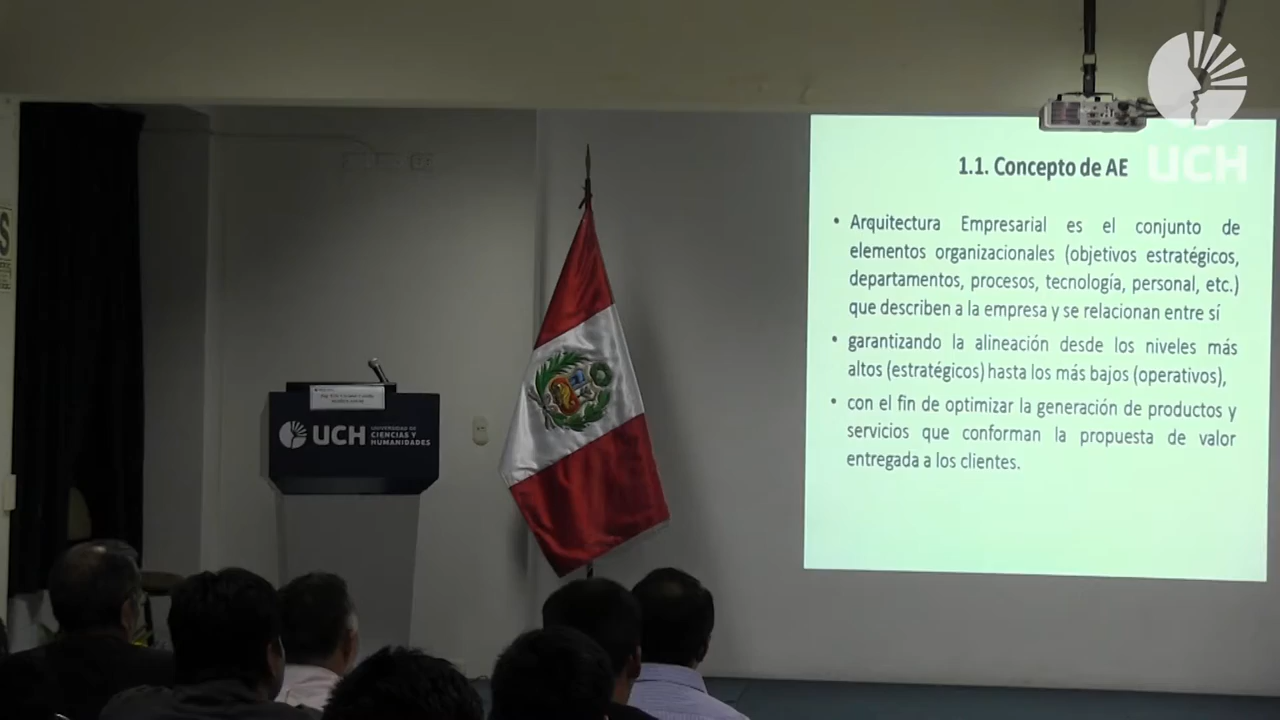 UCH
1.1. Concepto de AE
• Arquitectura Empresarial es el conjunto de
elementos organizacionales (objetivos estratégicos,
departamentos, procesos, tecnología, personal, etc.)
que describen a la empresa y se relacionan entre sí
• garantizando la alineación desde los niveles más
altos (estratégicos) hasta los más bajos (operativos),
• con el fin de optimizar la generación de productos y
servicios que conforman la propuesta de valor
entregada a los clientes.
UCH
UNIVERSIDAD DE
CIENCIAS Y
HUMANIDADES
S